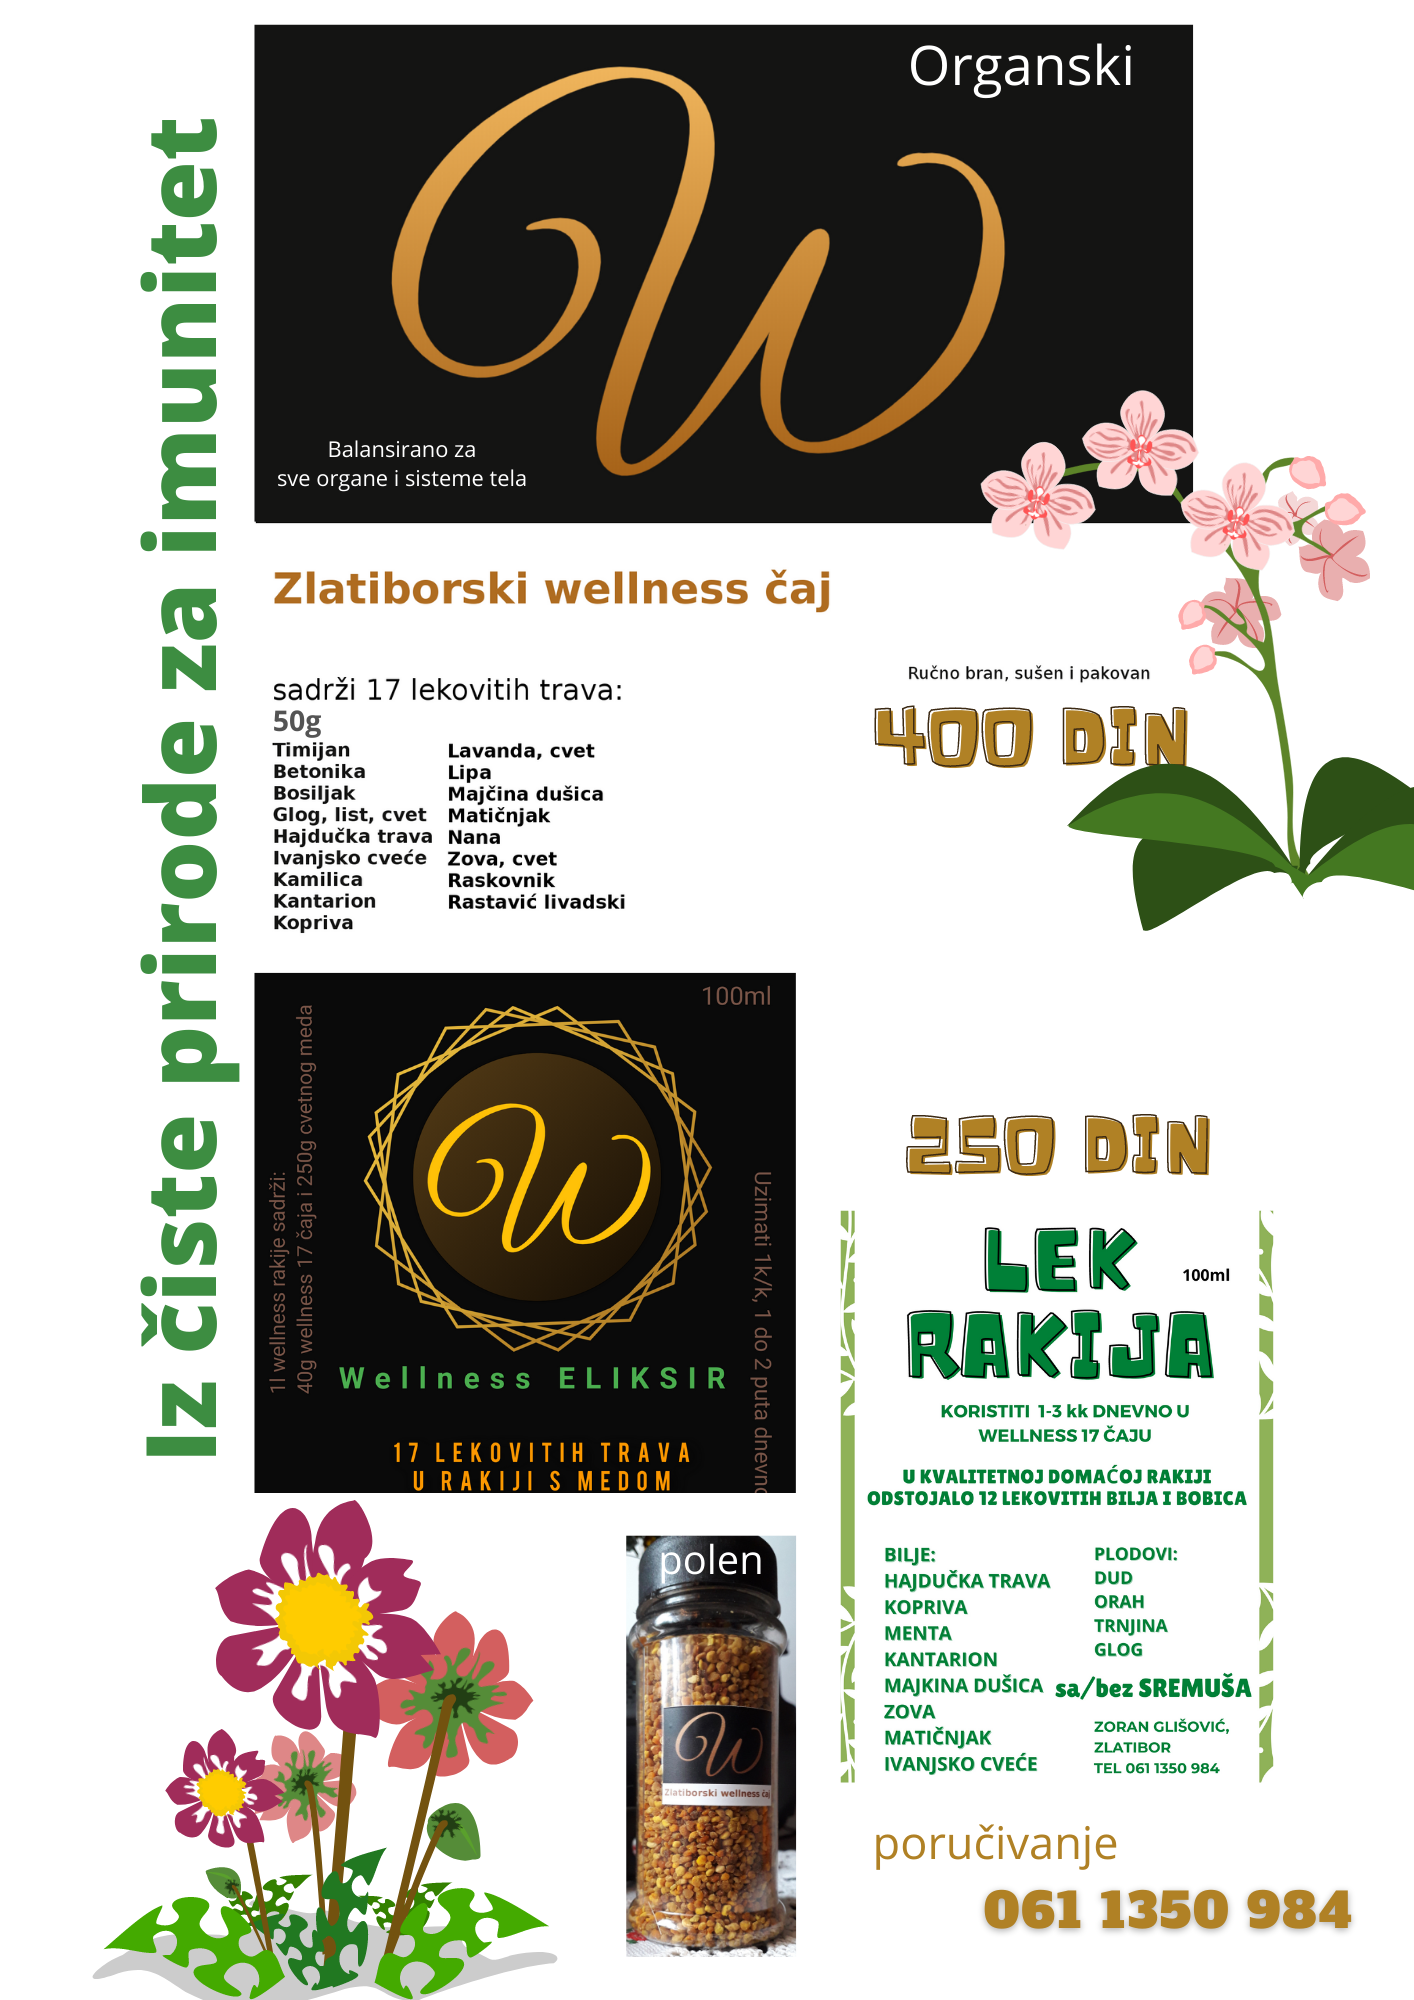 Iz čiste prirode za imunitet
Organski
W
Balansirano za
sve organe i sisteme tela
Zlatiborski wellness čaj
sadrži 17 lekovitih trava:
50g
Timijan
Betonika
Bosiljak
Glog, list, cvet
Hajdučka trava
Ivanjsko cveće
Kamilica
Kantarion
Kopriva
Lavanda, cvet
Lipa
Majčina dušica
Matičnjak
Nana
Zova, cvet
Raskovnik
Rastavić livadski
Ručno bran, sušen i pakovan
400 DIN
100ml
1l wellness rakije sadrži:
40g wellness 17 čaja i 250g cvetnog meda
W
Uzimati 1k/k, 1 do 2 puta dnevno
Wellness ELIKSIR
17 LEKOVITIH TRAVA
U RAKIJI S MEDOM
250 DIN
LEK
100ml
RAKIJA
KORISTITI 1-3 kk DNEVNO U
WELLNESS 17 ČAJU
U KVALITETNOJ DOMAĆOJ RAKIJI
ODSTOJALO 12 LEKOVITIH BILJA I BOBICA
BILJE:
HAJDUČKA TRAVA
KOPRIVA
MENTA
KANTARION
MAJKINA DUŠICA
ZOVA
MATIČNJAK
IVANJSKO CVEĆE
PLODOVI:
DUD
ORAH
TRNJINA
GLOG
sa/bez SREMUŠA
ZORAN GLIŠOVIĆ,
ZLATIBOR
TEL 061 1350 984
polen
W
Zlatiborski wellness čaj
poručivanje
061 1350 984